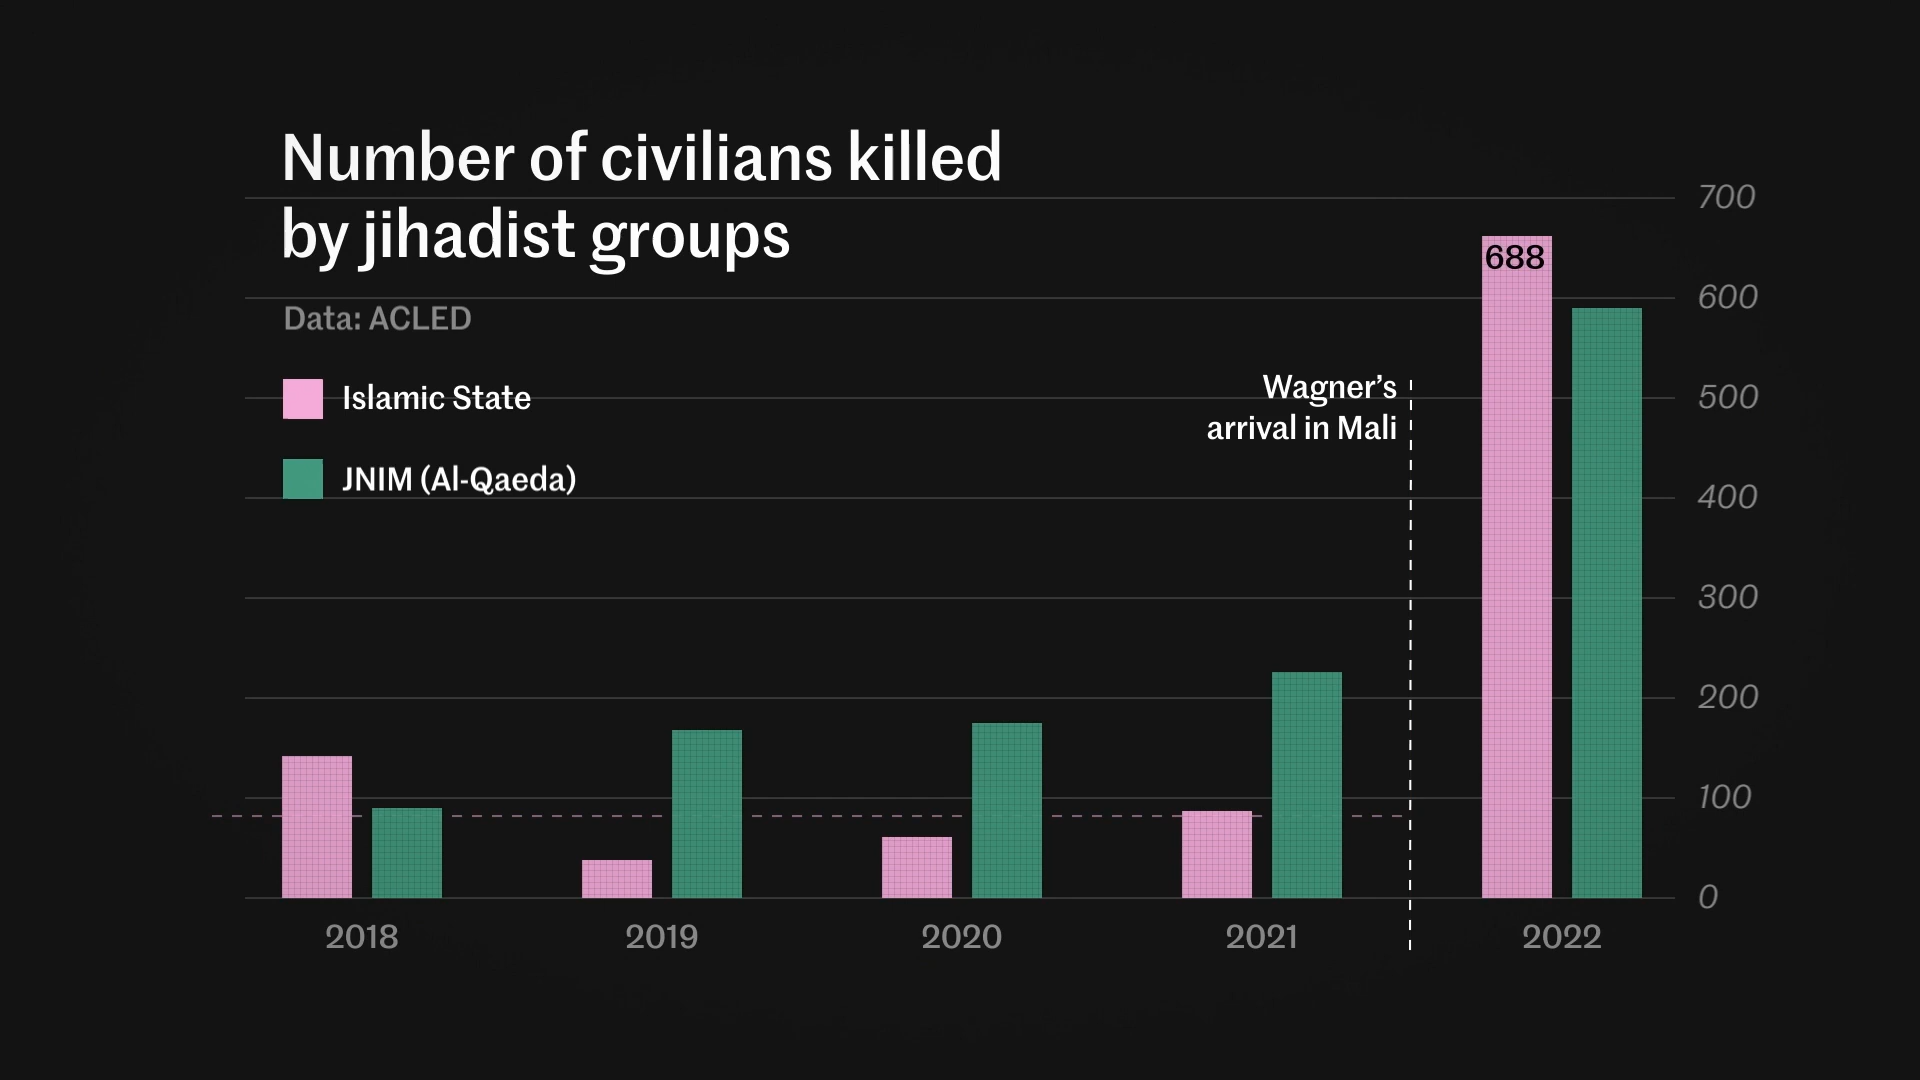 Number of civilians killed
by jihadist groups
Data: ACLED
Islamic State
JNIM (Al-Qaeda)
Wagner’s
arrival in Mali
688
700
600
500
400
300
200
100
0
2018
2019
2020
2021
2022